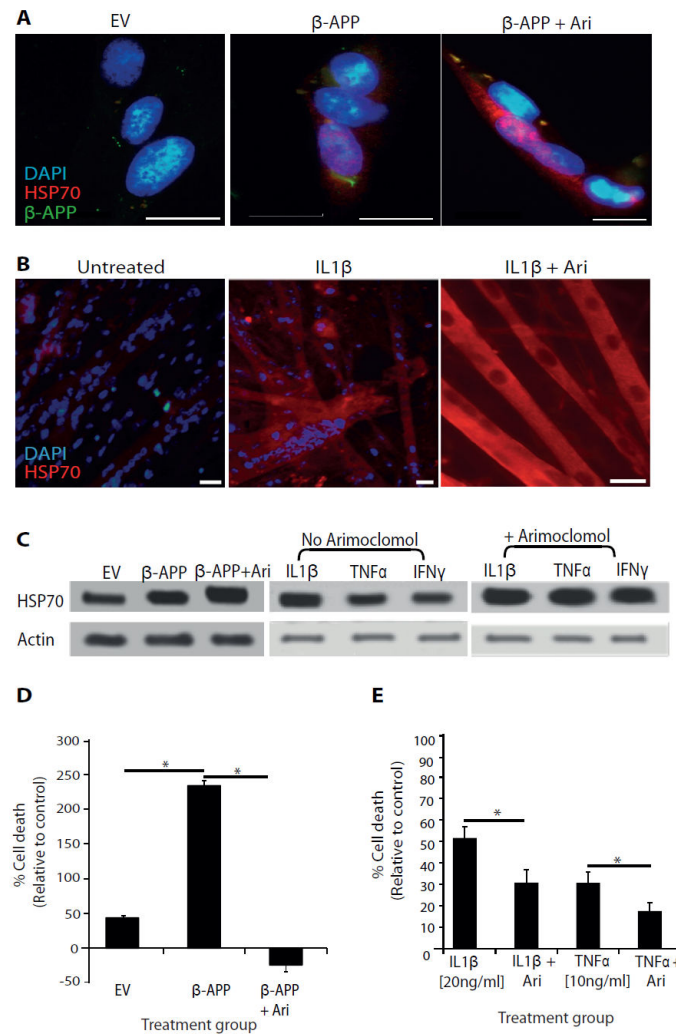 A
EV
β-APP
β-APP + Ari
DAPI
HSP70
β-APP
B
Untreated
IL1β
IL1β + Ari
DAPI
HSP70
C
No Arimoclomol
+ Arimoclomol
EV
β-APP
β-APP+Ari
IL1β
TNFα
IFNγ
IL1β
TNFα
IFNγ
HSP70
Actin
D
% Cell death
(Relative to control)
300
250
200
150
100
50
0
-50
*
*
EV
β-APP
β-APP
+ Ari
Treatment group
E
% Cell death
(Relative to control)
100
90
80
70
60
50
40
30
20
10
0
*
*
IL1β
[20ng/ml]
IL1β +
Ari
TNFα
[10ng/ml]
TNFα +
Ari
Treatment group